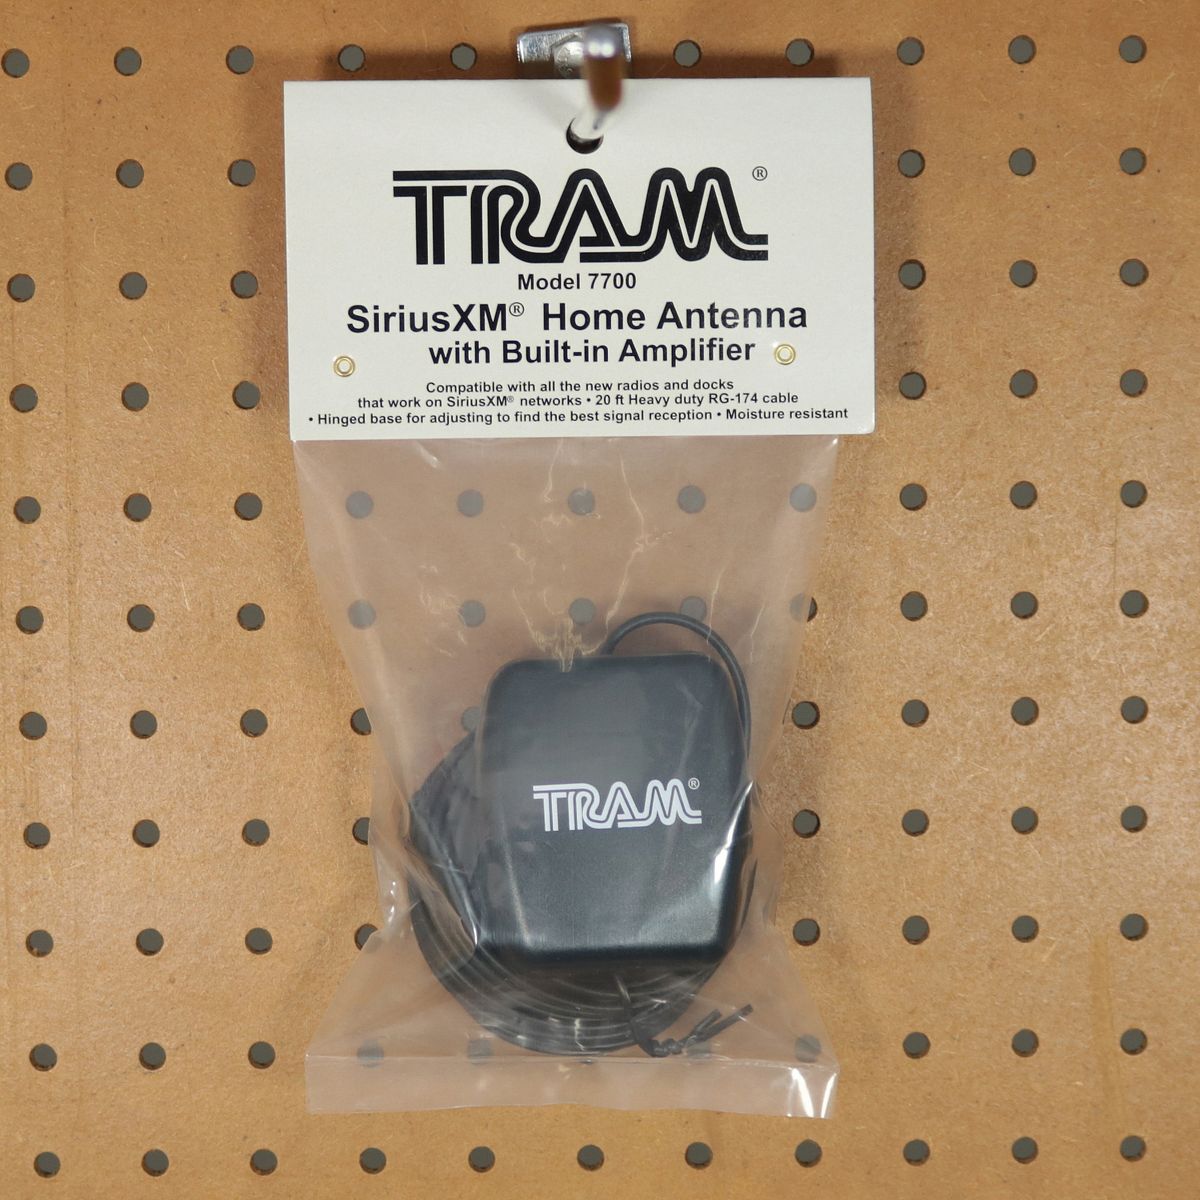 TRAM®
Model 7700
SiriusXM® Home Antenna
with Built-in Amplifier
Compatible with all the new radios and docks
that work on SiriusXM® networks • 20 ft Heavy duty RG-174 cable
• Hinged base for adjusting to find the best signal reception • Moisture resistant
TRAM®